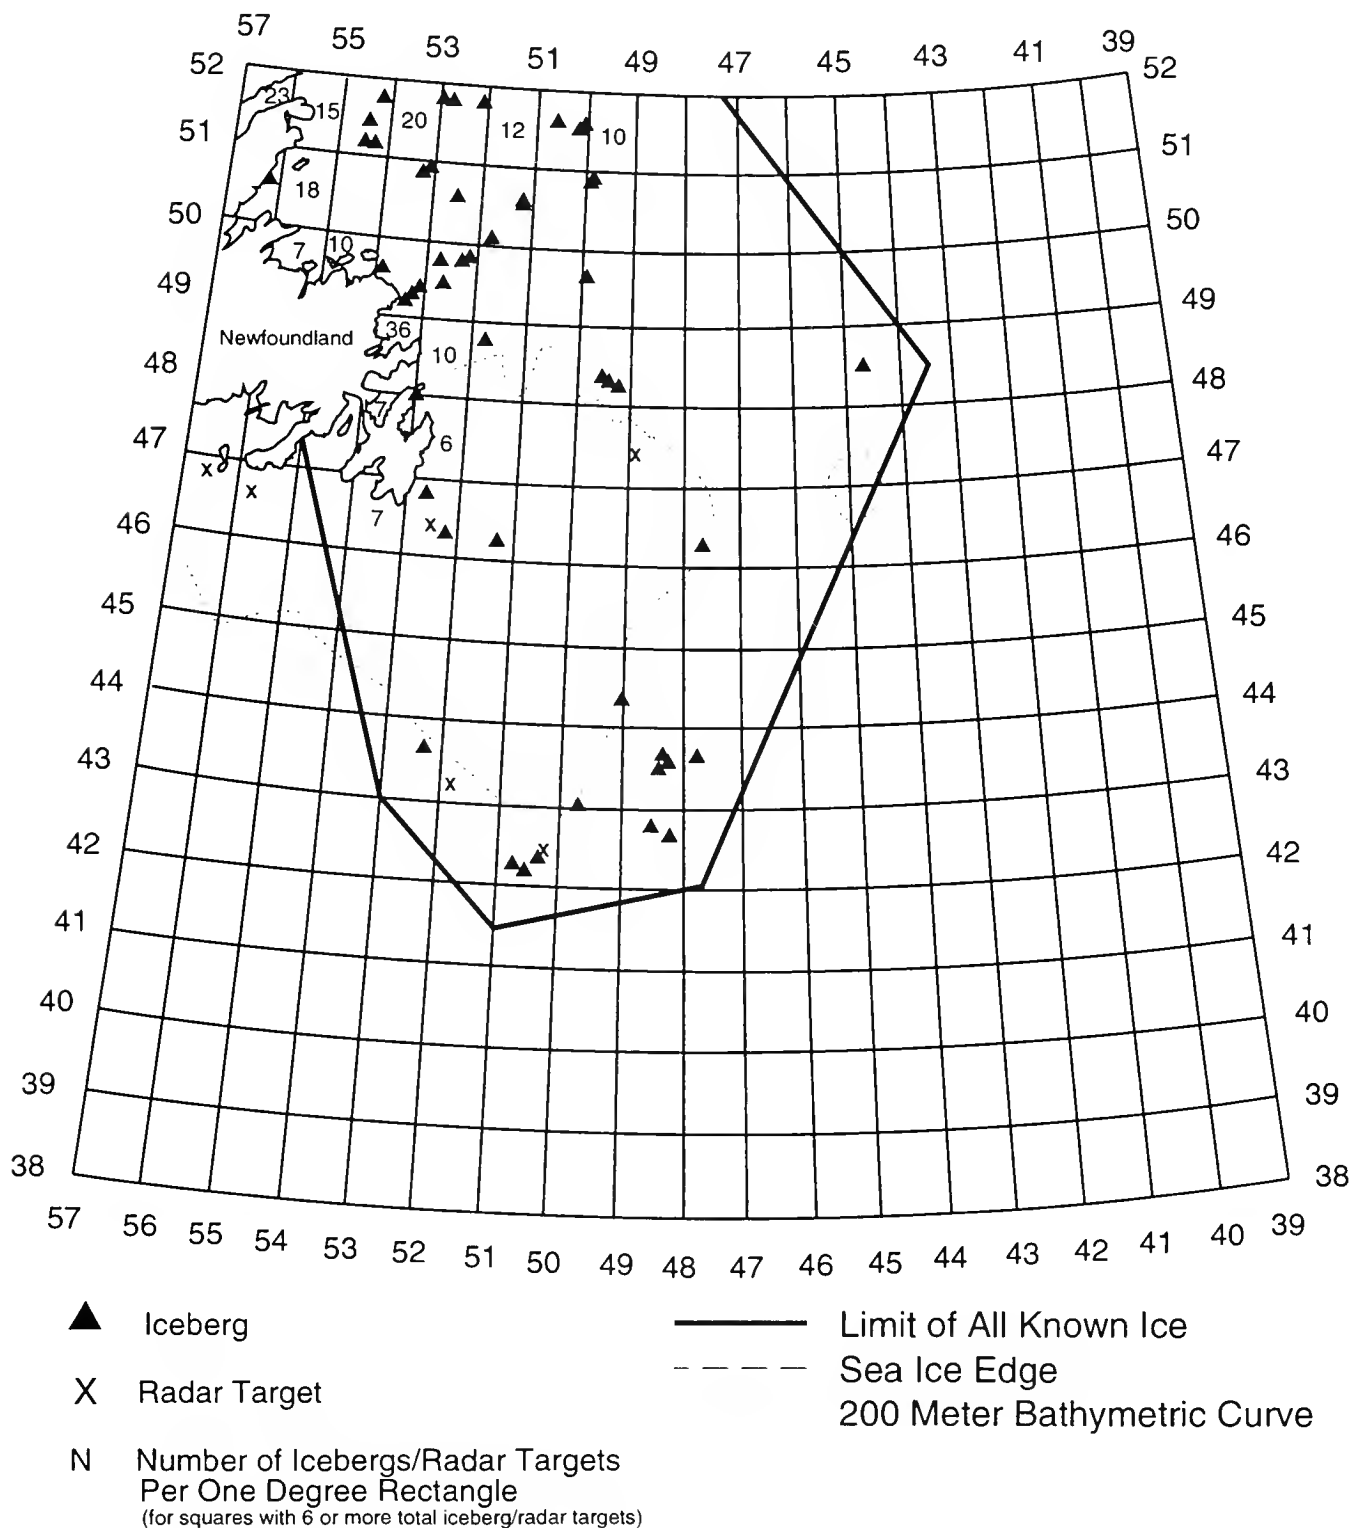 57 55 53 51 49 47 45 43 41 39
52 52
23 15 20 12 10
51 51
18
50 50
7 10
49 49
36
Newfoundland
10
48 48
7
6
47 47
X
X
X
7 X
46 46
45 45
44 44
43 43
X
X
42 42
41 41
40 40
39 39
38 38
57 56 55 54 53 52 51 50 49 48 47 46 45 44 43 42 41 40 39
Iceberg
X Radar Target
N Number of Icebergs/Radar Targets
Per One Degree Rectangle
(for squares with 6 or more total iceberg/radar targets)
Limit of All Known Ice
Sea Ice Edge
200 Meter Bathymetric Curve